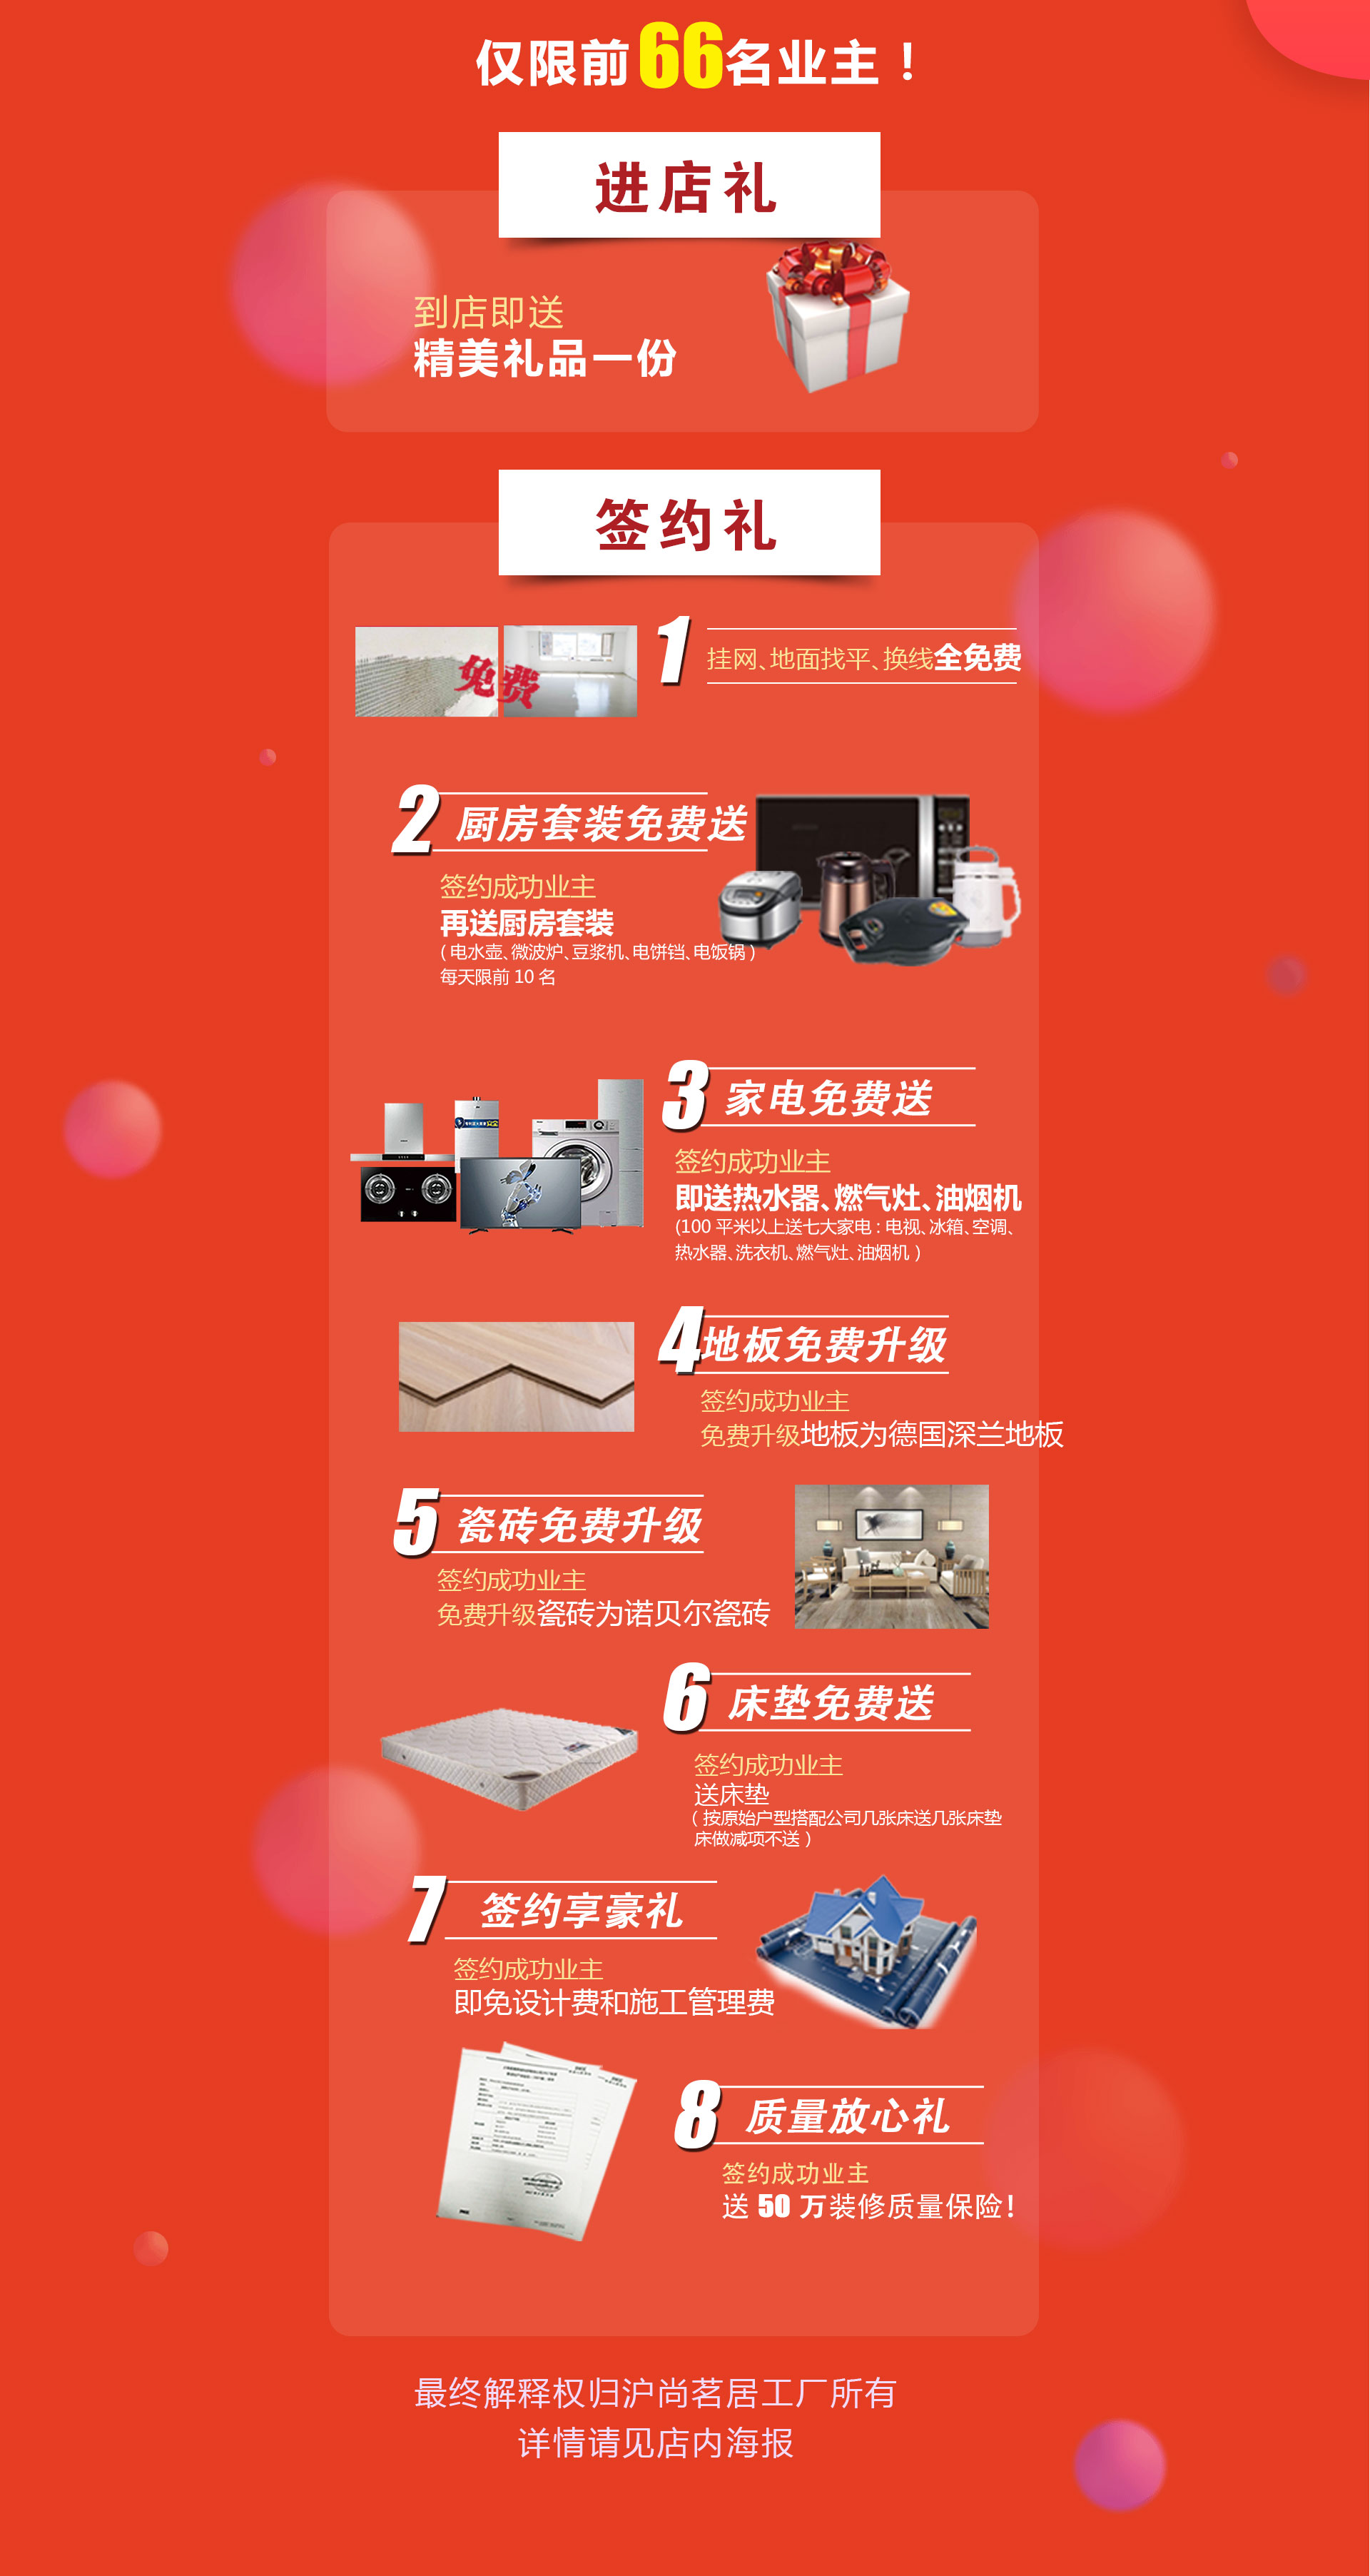 仅限前66名业主！
进店礼
到店即送
精美礼品一份
签约礼
免费
1
挂网、地面找平、换线全免费
2 厨房套装免费送
签约成功业主
再送厨房套装
（电水壶、微波炉、豆浆机、电饼铛、电饭锅）
每天限前10名
3 家电免费送
签约成功业主
即送热水器、燃气灶、油烟机
(100平米以上送七大家电：电视、冰箱、空调、
热水器、洗衣机、燃气灶、油烟机）
4 地板免费升级
签约成功业主
免费升级地板为德国深兰地板
5 瓷砖免费升级
签约成功业主
免费升级瓷砖为诺贝尔瓷砖
6 床垫免费送
签约成功业主
送床垫
（按原始户型搭配公司几张床送几张床垫
床做减项不送）
7 签约享豪礼
签约成功业主
即免设计费和施工管理费
8 质量放心礼
签约成功业主
送50万装修质量保险！
最终解释权归沪尚茗居工厂所有
详情请见店内海报